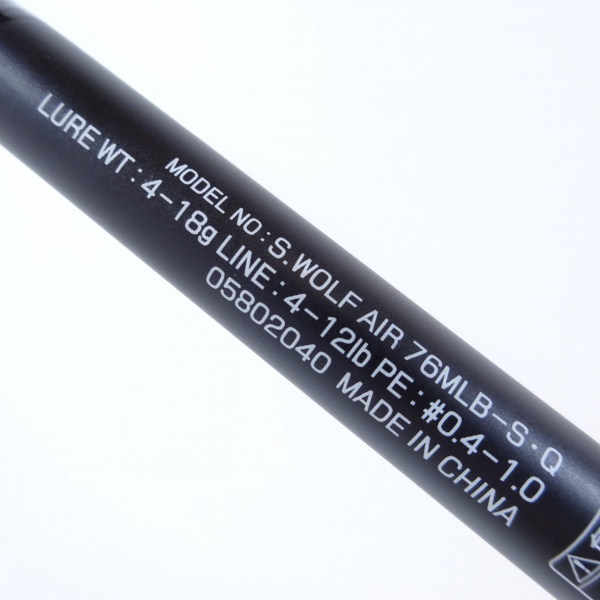 MODEL NO : S.WOLF AIR 76MLB-S・Q
LURE WT : 4-18g LINE : 4-12lb PE : #0.4-1.0
05802040 MADE IN CHINA